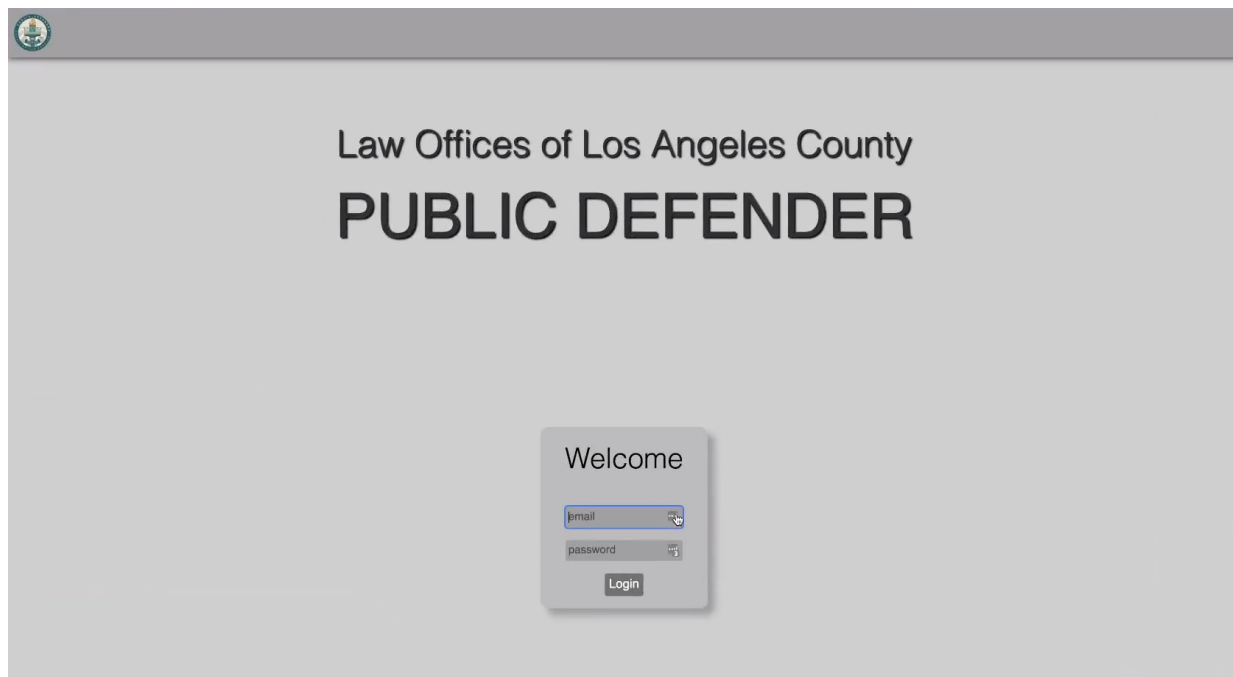 Law Offices of Los Angeles County
PUBLIC DEFENDER
Welcome
email
password
Login